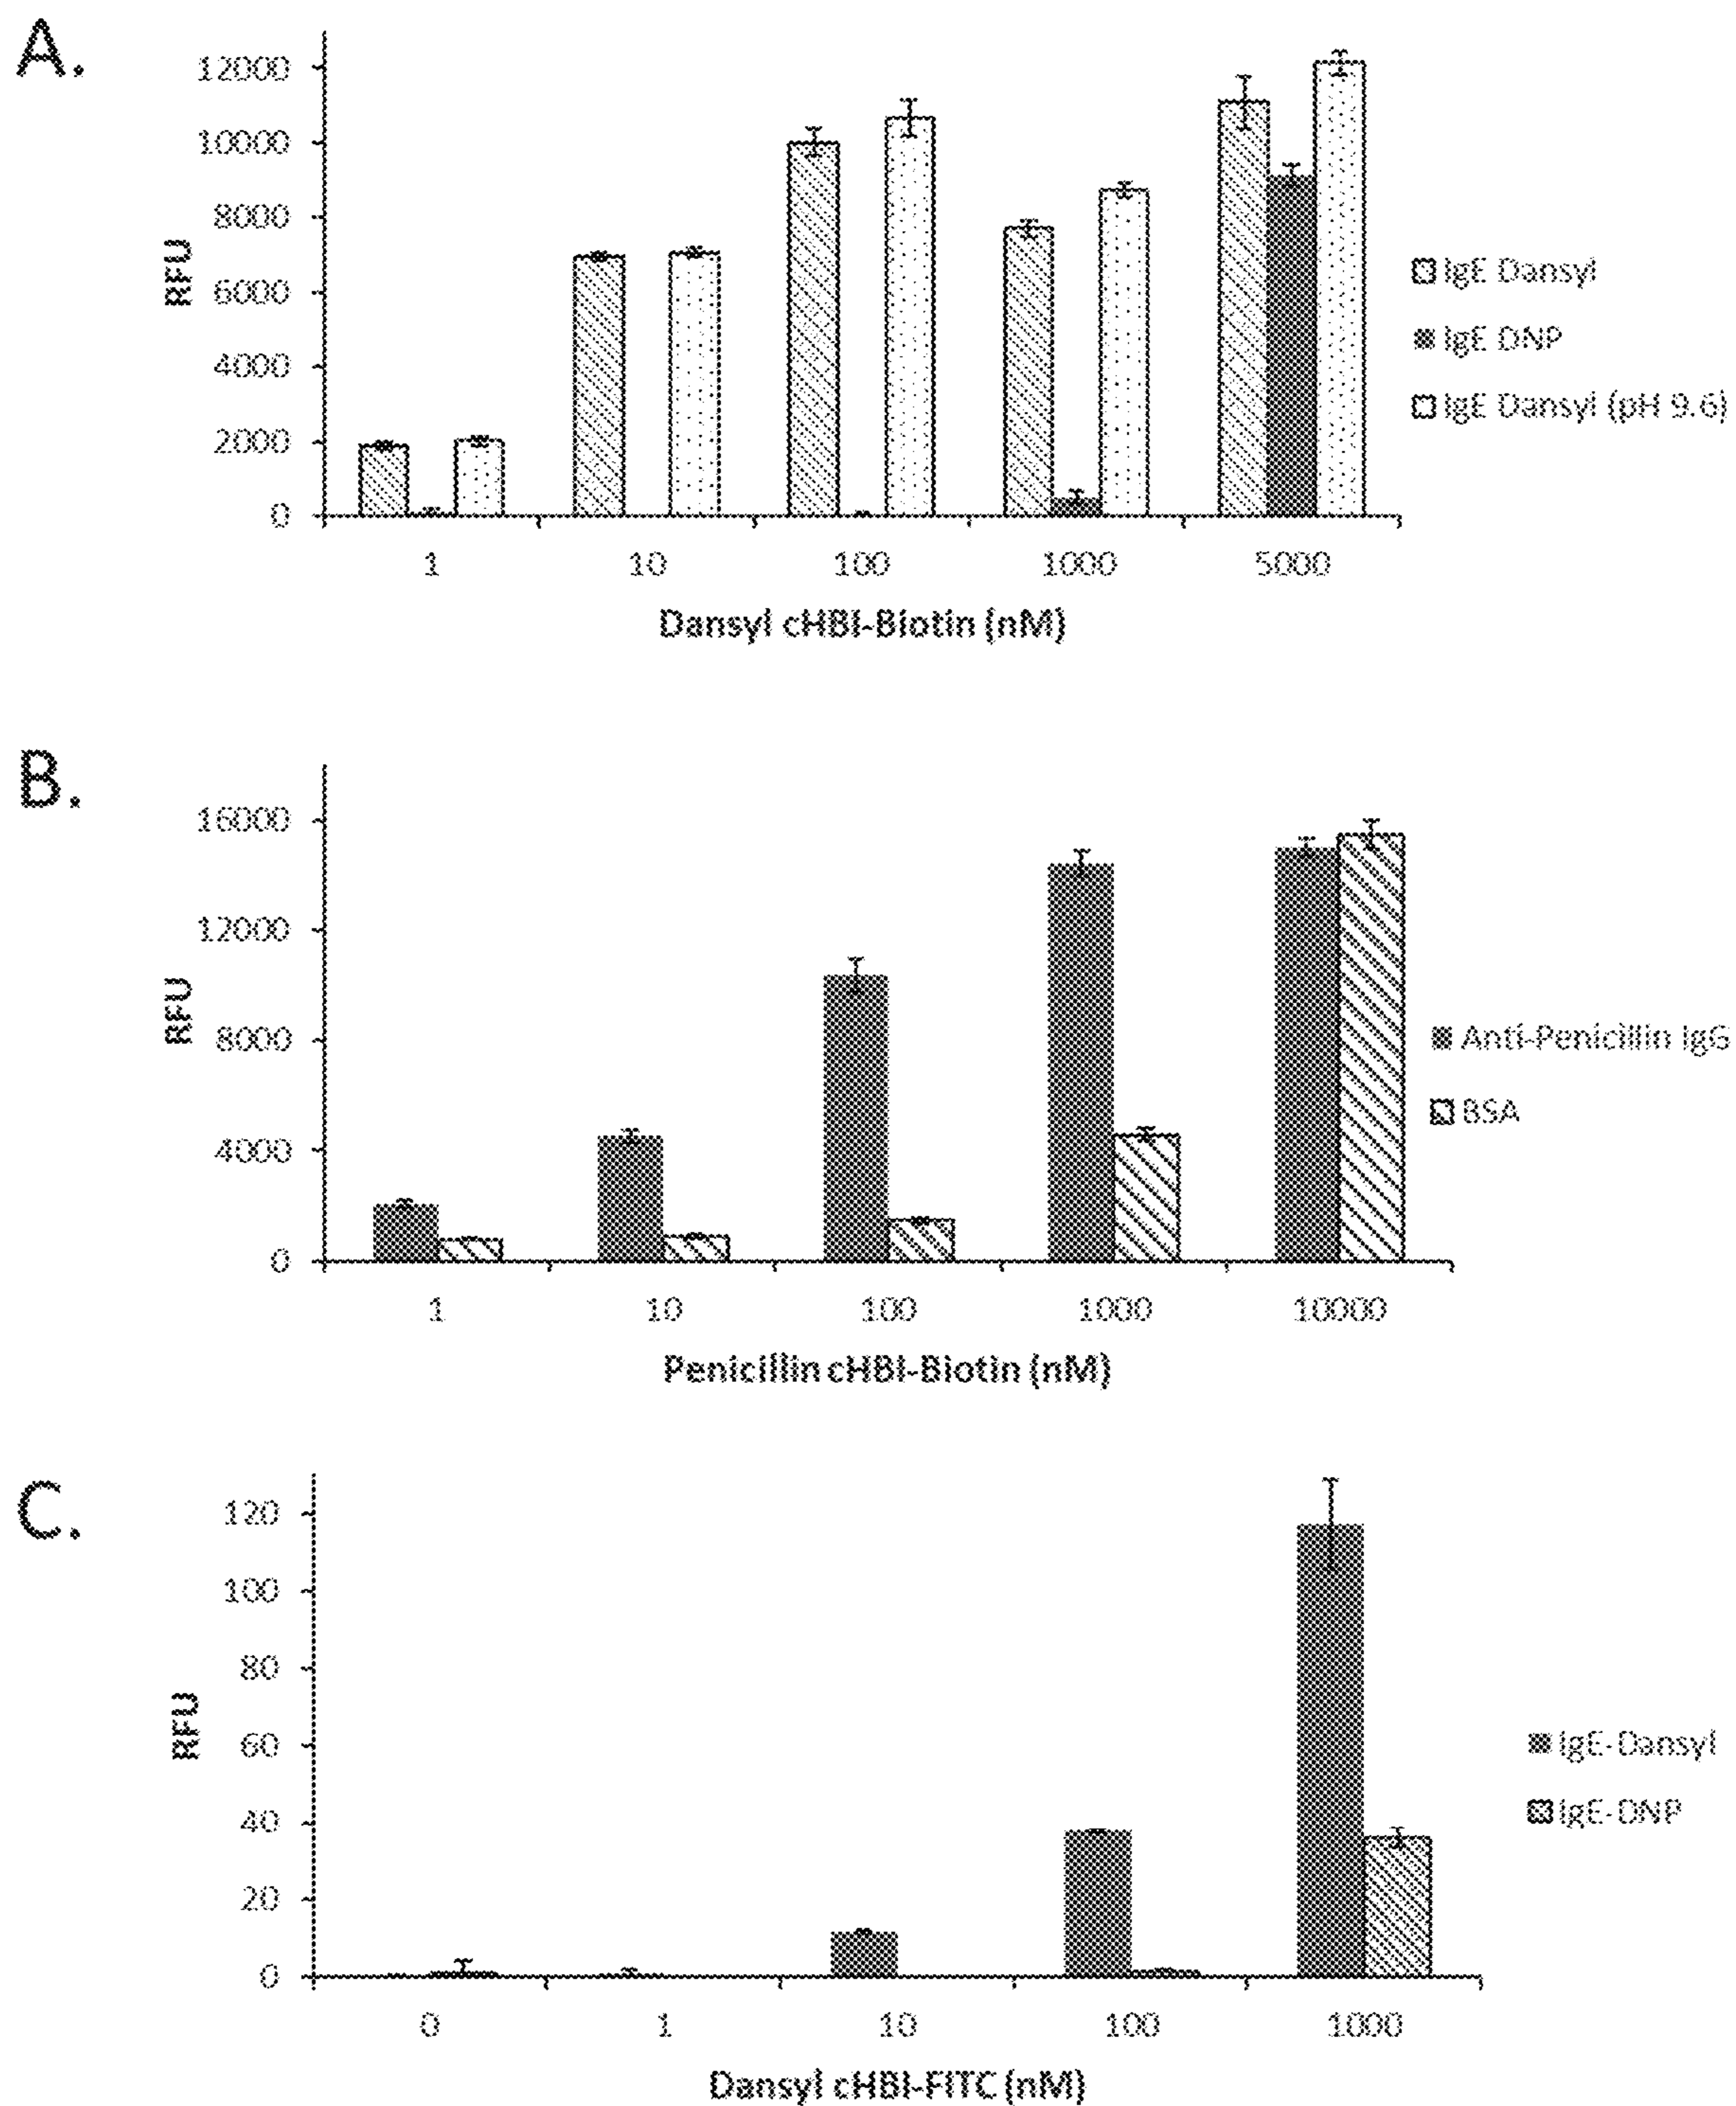 A.
12000
10000
8000
6000
4000
2000
0
RFU
1 10 100 1000 5000
Dansyl cHBI-Biotin (nM)
IgE Dansyl
IgE DNP
IgE Dansyl (pH 9.6)
B.
16000
12000
8000
4000
0
RFU
1 10 100 1000 10000
Penicillin cHBI-Biotin (nM)
Anti-Penicillin IgG
BSA
C.
120
100
80
60
40
20
0
RFU
0 1 10 100 1000
Dansyl cHBI-FITC (nM)
IgE-Dansyl
IgE-DNP